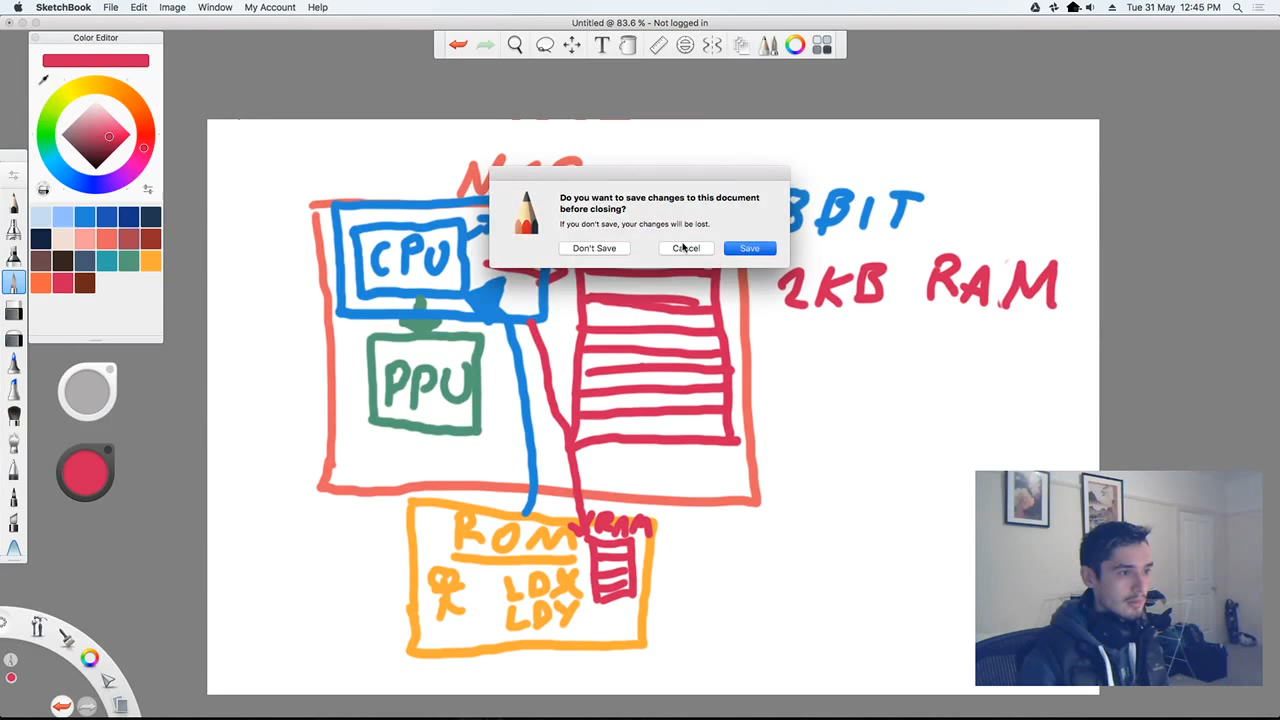 SketchBook File Edit Image Window My Account Help Tue 31 May 12:45 PM
Untitled @ 83.6 % - Not logged in
Color Editor
Do you want to save changes to this document
before closing?
If you don't save, your changes will be lost.
Don't Save Cancel Save
8BIT
2KB RAM
CPU
PPU
ROM
RAM
LDX
LDY